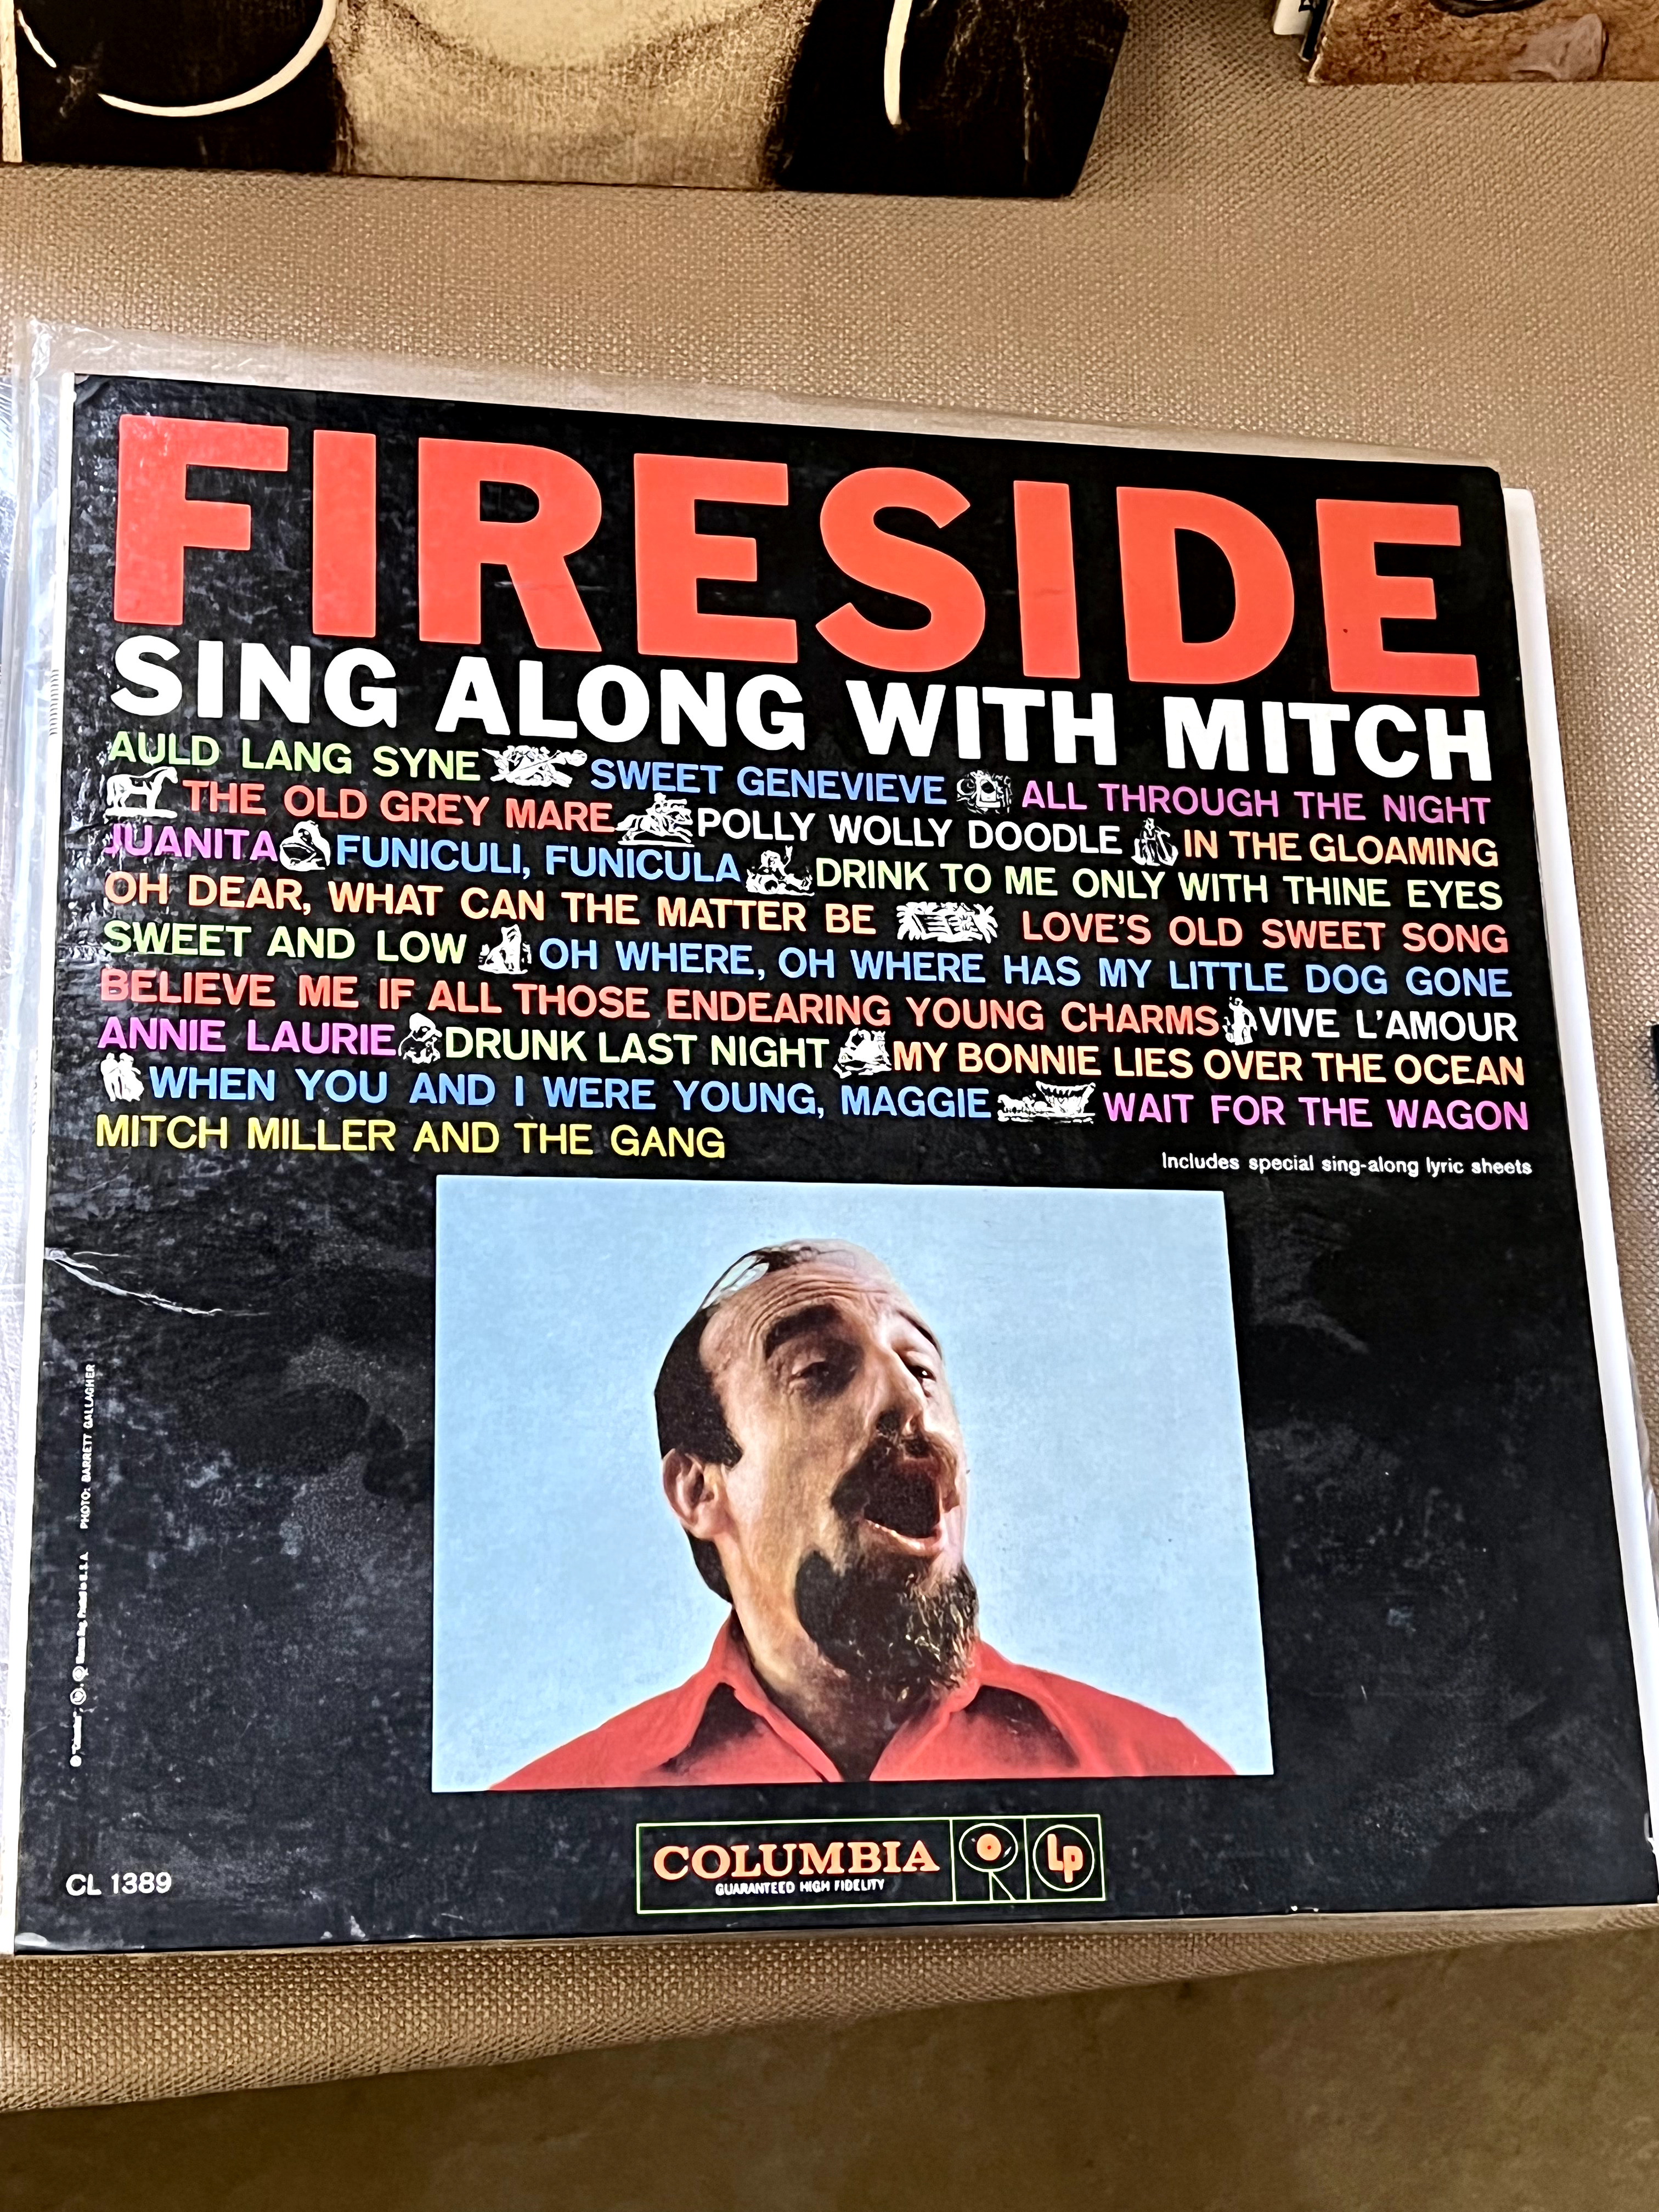 FIRESIDE
SING ALONG WITH MITCH
AULD LANG SYNE SWEET GENEVIEVE ALL THROUGH THE NIGHT
THE OLD GREY MARE POLLY WOLLY DOODLE IN THE GLOAMING
JUANITA FUNICULI, FUNICULA DRINK TO ME ONLY WITH THINE EYES
OH DEAR, WHAT CAN THE MATTER BE LOVE'S OLD SWEET SONG
SWEET AND LOW OH WHERE, OH WHERE HAS MY LITTLE DOG GONE
BELIEVE ME IF ALL THOSE ENDEARING YOUNG CHARMS VIVE L'AMOUR
ANNIE LAURIE DRUNK LAST NIGHT MY BONNIE LIES OVER THE OCEAN
WHEN YOU AND I WERE YOUNG, MAGGIE WAIT FOR THE WAGON
MITCH MILLER AND THE GANG
Includes special sing-along lyric sheets
PHOTO: BARRETT GALLAGHER
CL 1389
COLUMBIA
GUARANTEED HIGH FIDELITY
Lp